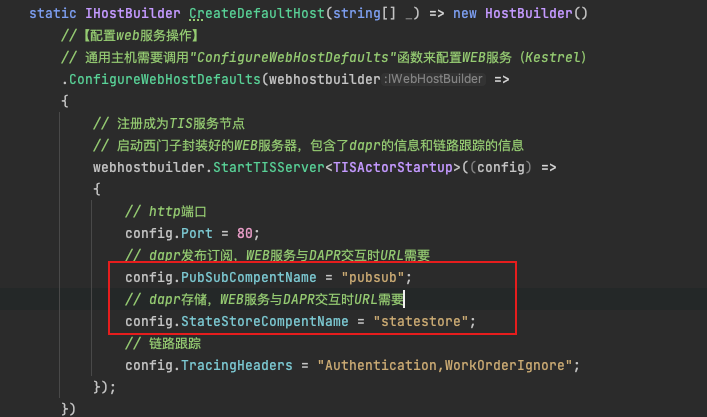 static IHostBuilder CreateDefaultHost(string[] _) => new HostBuilder()
//【配置web服务操作】
// 通用主机需要调用"ConfigureWebHostDefaults"函数来配置WEB服务（Kestrel）
.ConfigureWebHostDefaults(webhostbuilder :IWebHostBuilder =>
{
// 注册成为TIS服务节点
// 启动西门子封装好的WEB服务器，包含了dapr的信息和链路跟踪的信息
webhostbuilder.StartTISServer<TISActorStartup>((config) =>
{
// http端口
config.Port = 80;
// dapr发布订阅，WEB服务与DAPR交互时URL需要
config.PubSubCompentName = "pubsub";
// dapr存储，WEB服务与DAPR交互时URL需要
config.StateStoreCompentName = "statestore";
// 链路跟踪
config.TracingHeaders = "Authentication,WorkOrderIgnore";
});
})